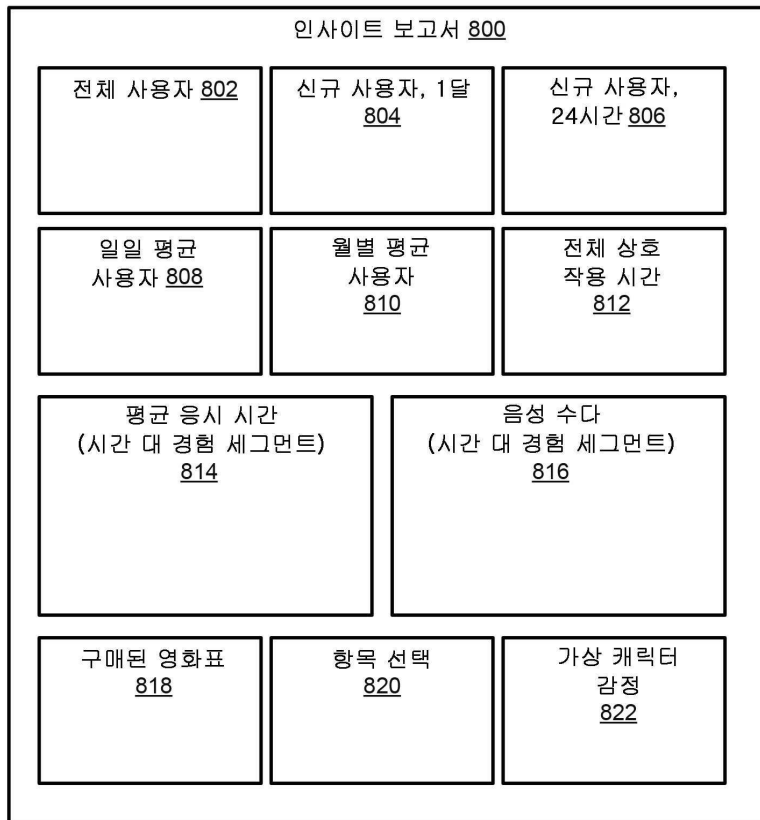 인사이트 보고서 800
전체 사용자 802
신규 사용자, 1달
804
신규 사용자,
24시간 806
일일 평균
사용자 808
월별 평균
사용자
810
전체 상호
작용 시간
812
평균 응시 시간
(시간 대 경험 세그먼트)
814
음성 수다
(시간 대 경험 세그먼트)
816
구매된 영화표
818
항목 선택
820
가상 캐릭터
감정
822